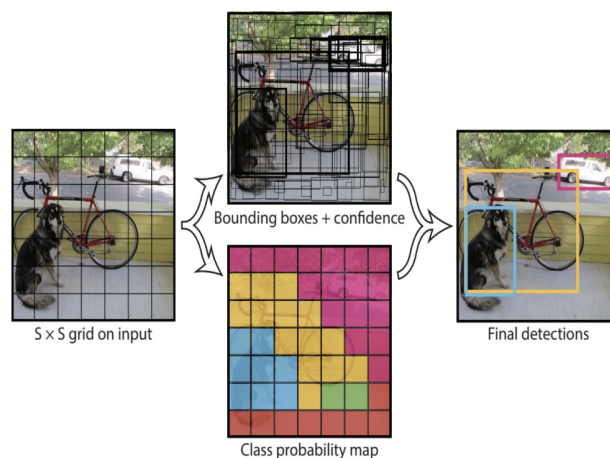 Bounding boxes + confidence
S × S grid on input
Final detections
Class probability map